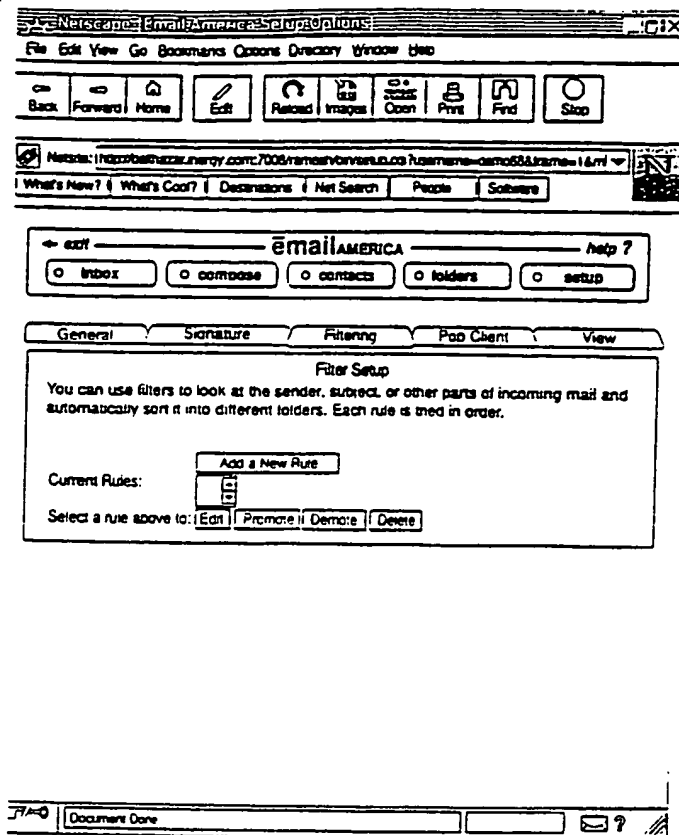 Netscape - [Email America Setup Options]
File Edit View Go Bookmarks Options Directory Window Help
Back Forward Home Edit Reload Images Open Print Find Stop
Netsite:
What's New? What's Cool? Destinations Net Search People Software
exit emailAMERICA help ?
inbox compose contacts folders setup
General Signature Filtering Pop Client View
Filter Setup
You can use filters to look at the sender, subject, or other parts of incoming mail and
automatically sort it into different folders. Each rule is tried in order.
Add a New Rule
Current Rules:
Select a rule above to: Edit Promote Demote Delete
Document Done
?